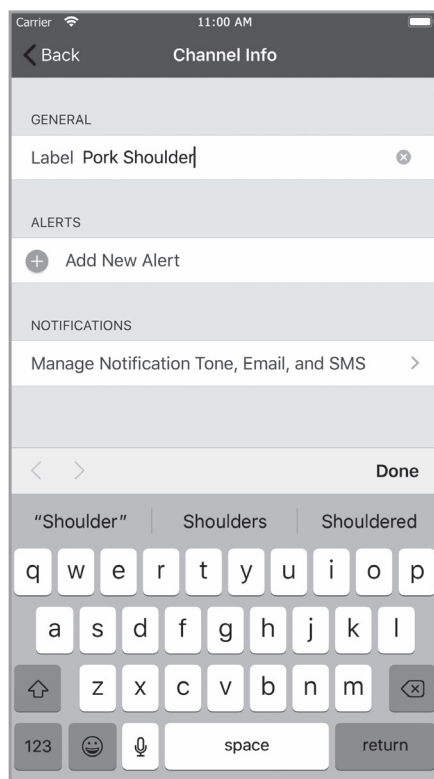 Carrier 11:00 AM
Back Channel Info
GENERAL
Label Pork Shoulder
ALERTS
Add New Alert
NOTIFICATIONS
Manage Notification Tone, Email, and SMS
Done
“Shoulder” Shoulders Shouldered
q w e r t y u i o p
a s d f g h j k l
z x c v b n m
123 space return